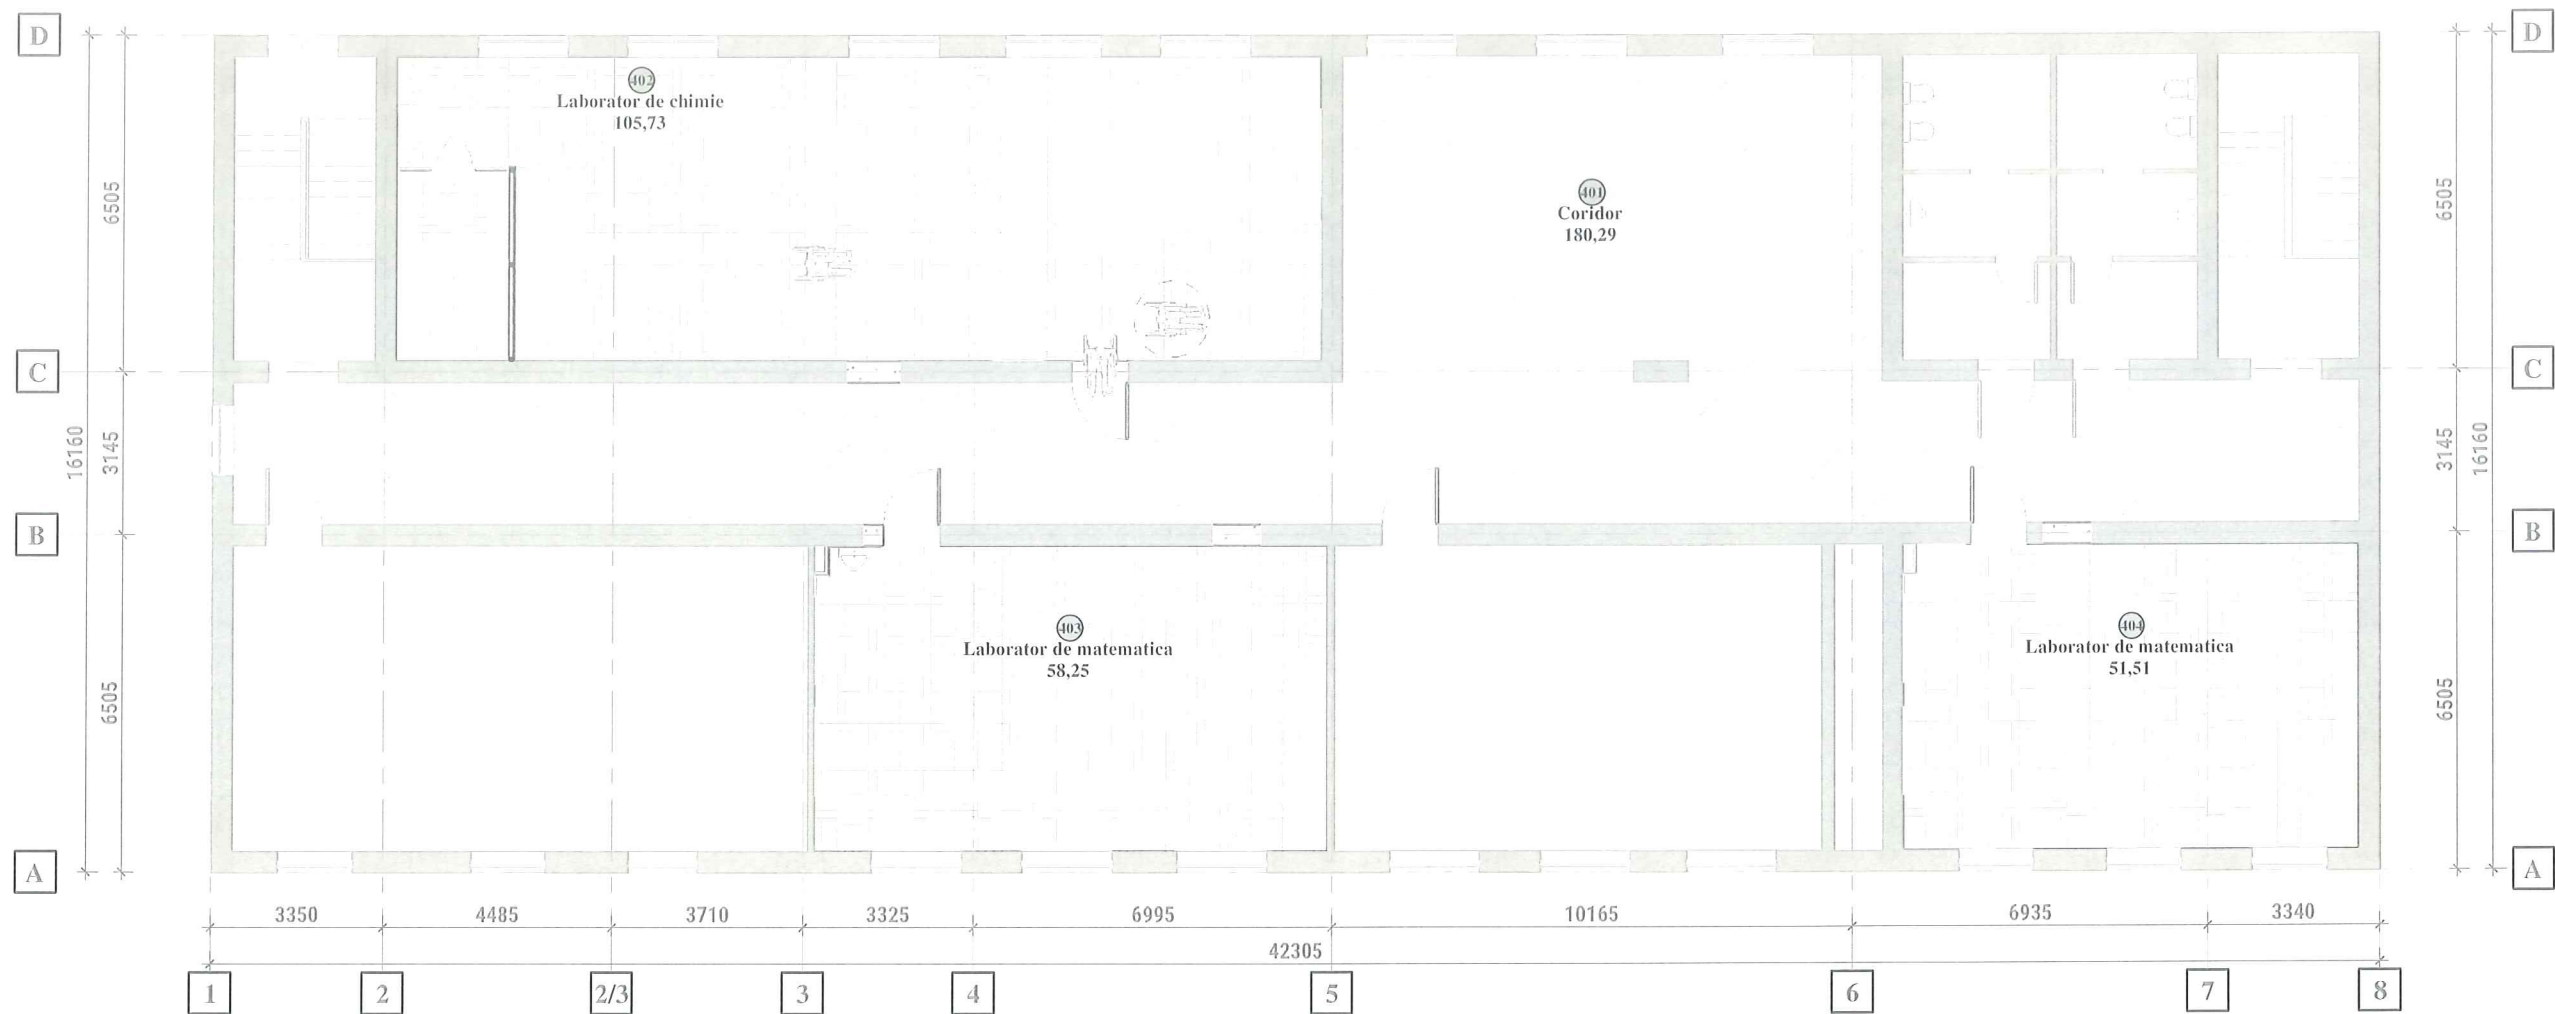 D
D
402
Laborator de chimie
105,73
401
Coridor
180,29
6505
6505
C
C
16160
3145
3145
16160
B
B
403
Laborator de matematica
58,25
404
Laborator de matematica
51,51
6505
6505
A
A
3350 4485 3710 3325 6995 10165 6935 3340
42305
1 2 2/3 3 4 5 6 7 8